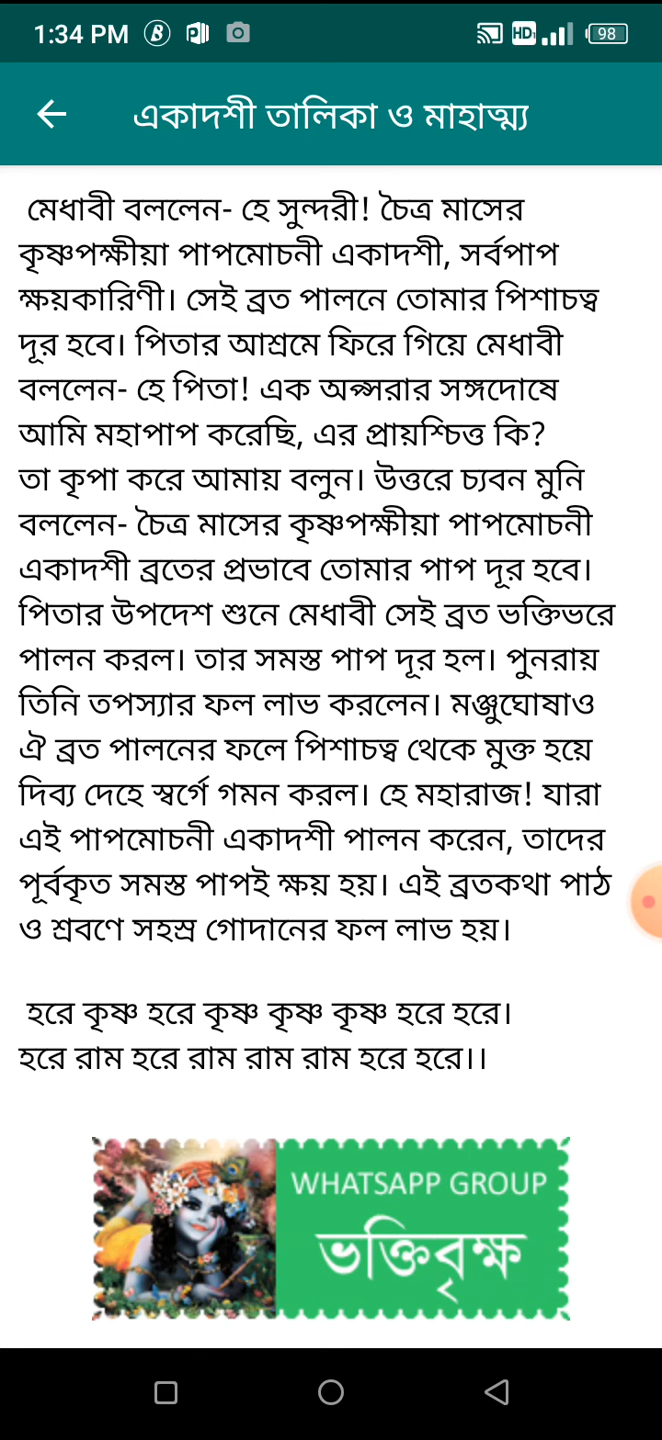 1:34 PM
HD 98
একাদশী তালিকা ও মাহাত্ম্য
মেধাবী বললেন- হে সুন্দরী! চৈত্র মাসের
কৃষ্ণপক্ষীয়া পাপমোচনী একাদশী, সর্বপাপ
ক্ষয়কারিণী। সেই ব্রত পালনে তোমার পিশাচত্ব
দূর হবে। পিতার আশ্রমে ফিরে গিয়ে মেধাবী
বললেন- হে পিতা! এক অপ্সরার সঙ্গদোষে
আমি মহাপাপ করেছি, এর প্রায়শ্চিত্ত কি?
তা কৃপা করে আমায় বলুন। উত্তরে চ্যবন মুনি
বললেন- চৈত্র মাসের কৃষ্ণপক্ষীয়া পাপমোচনী
একাদশী ব্রতের প্রভাবে তোমার পাপ দূর হবে।
পিতার উপদেশ শুনে মেধাবী সেই ব্রত ভক্তিভরে
পালন করল। তার সমস্ত পাপ দূর হল। পুনরায়
তিনি তপস্যার ফল লাভ করলেন। মঞ্জুঘোষাও
ঐ ব্রত পালনের ফলে পিশাচত্ব থেকে মুক্ত হয়ে
দিব্য দেহে স্বর্গে গমন করল। হে মহারাজ! যারা
এই পাপমোচনী একাদশী পালন করেন, তাদের
পূর্বকৃত সমস্ত পাপই ক্ষয় হয়। এই ব্রতকথা পাঠ
ও শ্রবণে সহস্র গোদানের ফল লাভ হয়।
হরে কৃষ্ণ হরে কৃষ্ণ কৃষ্ণ কৃষ্ণ হরে হরে।
হরে রাম হরে রাম রাম রাম হরে হরে।।
WHATSAPP GROUP
ভক্তিবৃক্ষ